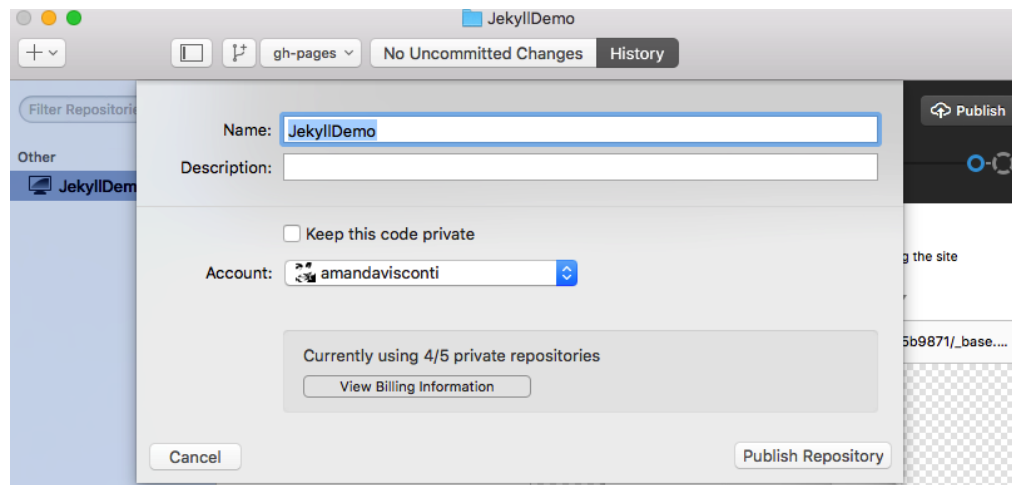 JekyllDemo
gh-pages No Uncommitted Changes History
Filter Repositorie
Publish
Name: JekyllDemo
Description:
Other
JekyllDem
Keep this code private
g the site
Account: amandavisconti
5b9871/_base....
Currently using 4/5 private repositories
View Billing Information
Cancel
Publish Repository